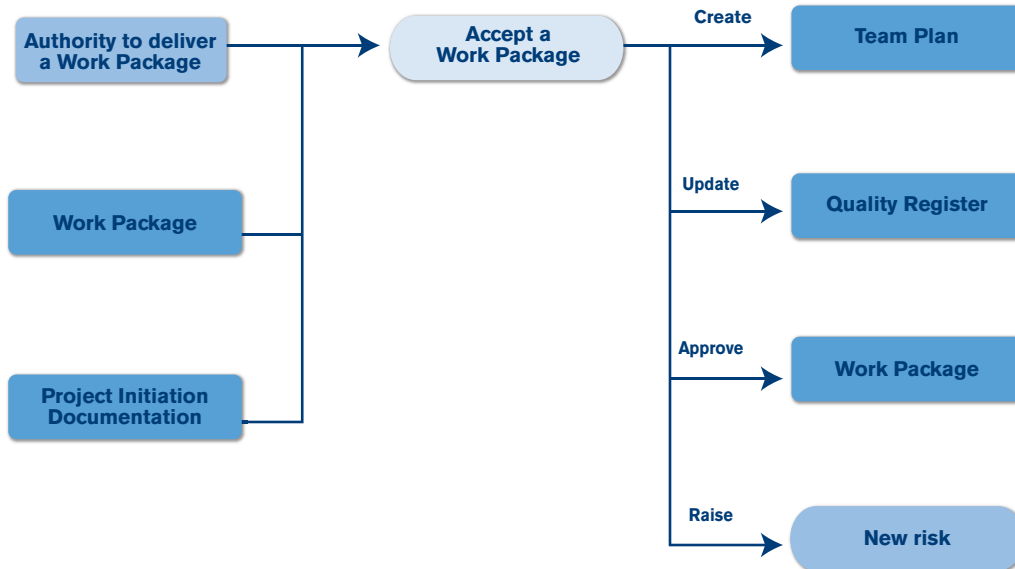 Authority to deliver
a Work Package
Accept a
Work Package
Create
Team Plan
Work Package
Update
Quality Register
Project Initiation
Documentation
Approve
Work Package
Raise
New risk